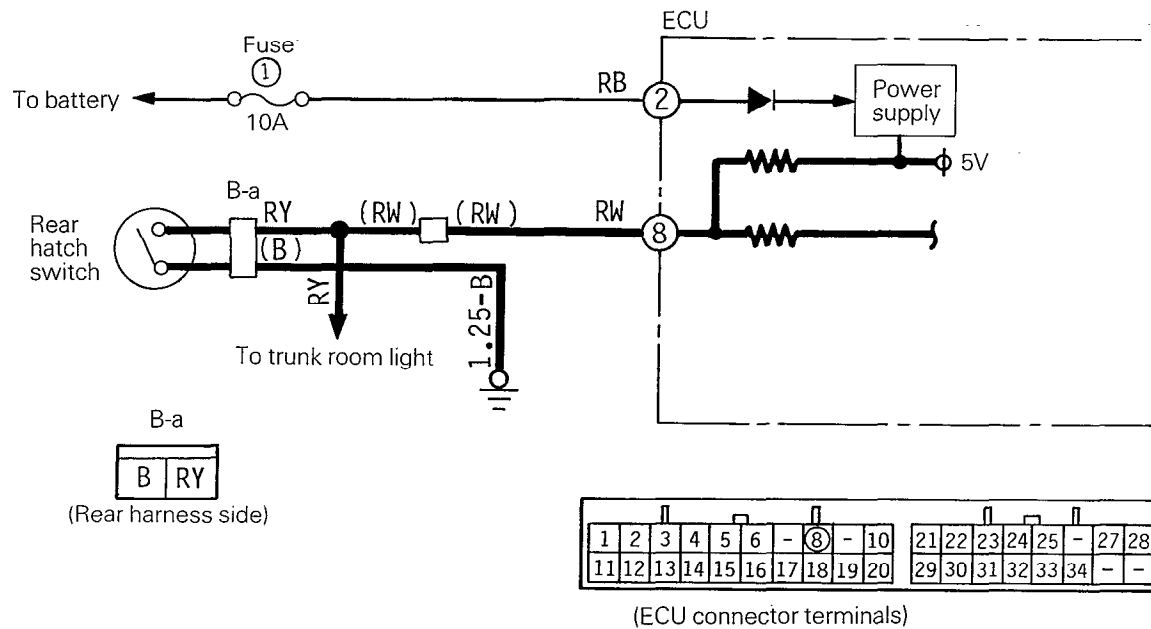 ECU
Fuse
1
To battery
10A
RB
2
Power
supply
5V
B-a
Rear
hatch
switch
RY
(RW)
(RW)
RW
8
(B)
RY
1.25-B
To trunk room light
B-a
B RY
(Rear harness side)
1 2 3 4 5 6 - 8 - 10 21 22 23 24 25 - 27 28
11 12 13 14 15 16 17 18 19 20 29 30 31 32 33 34 - -
(ECU connector terminals)